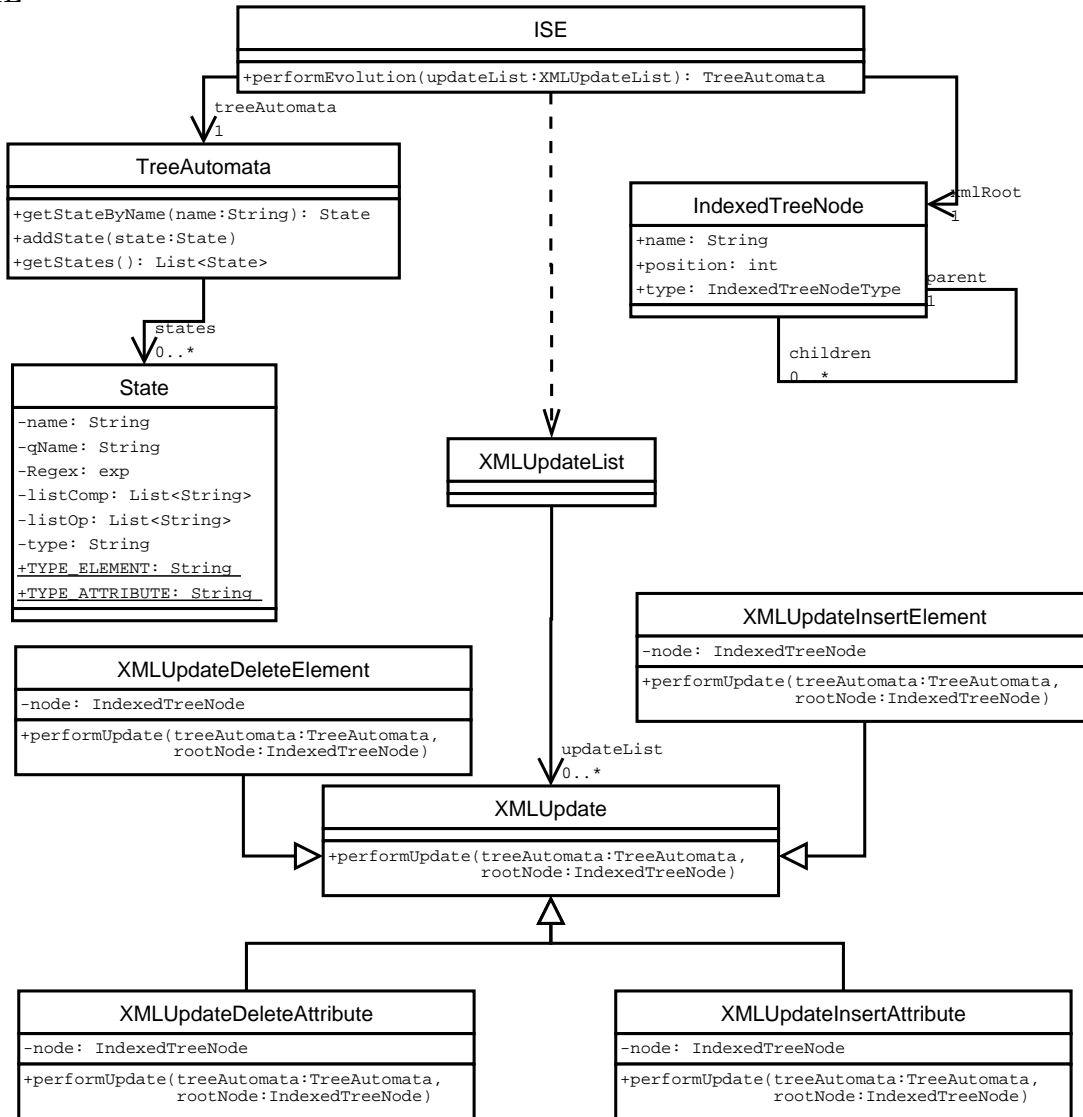 ISE
+performEvolution(updateList:XMLUpdateList): TreeAutomata
treeAutomata
1
TreeAutomata
+getStateByName(name:String): State
+addState(state:State)
+getStates(): List<State>
xmlRoot
1
IndexedTreeNode
+name: String
+position: int
+type: IndexedTreeNodeType
parent
1
children
0..*
states
0..*
State
-name: String
-qName: String
-Regex: exp
-listComp: List<String>
-listOp: List<String>
-type: String
+TYPE_ELEMENT: String
+TYPE_ATTRIBUTE: String
XMLUpdateList
XMLUpdateInsertElement
-node: IndexedTreeNode
+performUpdate(treeAutomata:TreeAutomata,
rootNode:IndexedTreeNode)
XMLUpdateDeleteElement
-node: IndexedTreeNode
+performUpdate(treeAutomata:TreeAutomata,
rootNode:IndexedTreeNode)
updateList
0..*
XMLUpdate
+performUpdate(treeAutomata:TreeAutomata,
rootNode:IndexedTreeNode)
XMLUpdateDeleteAttribute
-node: IndexedTreeNode
+performUpdate(treeAutomata:TreeAutomata,
rootNode:IndexedTreeNode)
XMLUpdateInsertAttribute
-node: IndexedTreeNode
+performUpdate(treeAutomata:TreeAutomata,
rootNode:IndexedTreeNode)